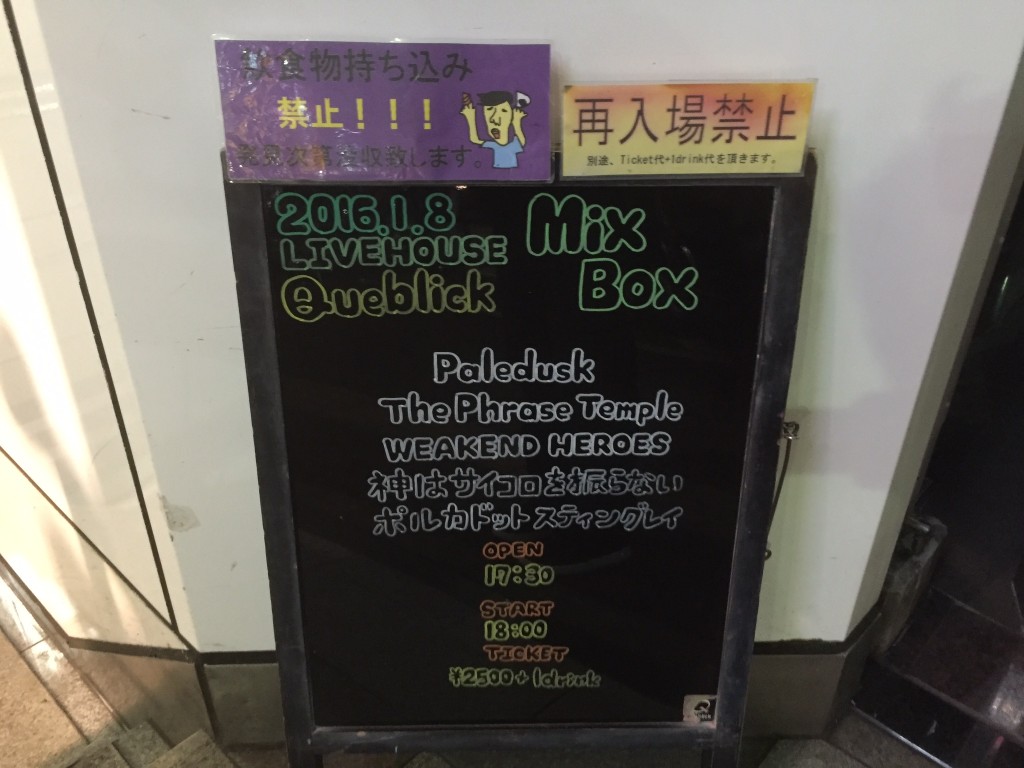 飲食物持ち込み
禁止！！！
発見次第没収致します。
再入場禁止
別途、Ticket代+1drink代を頂きます。
2016.1.8
LIVEHOUSE
Queblick
Mix
Box
Paledusk
The Phrase Temple
WEAKEND HEROES
神はサイコロを振らない
ポルカドットスティングレイ
OPEN
17:30
START
18:00
TICKET
¥2500+1drink